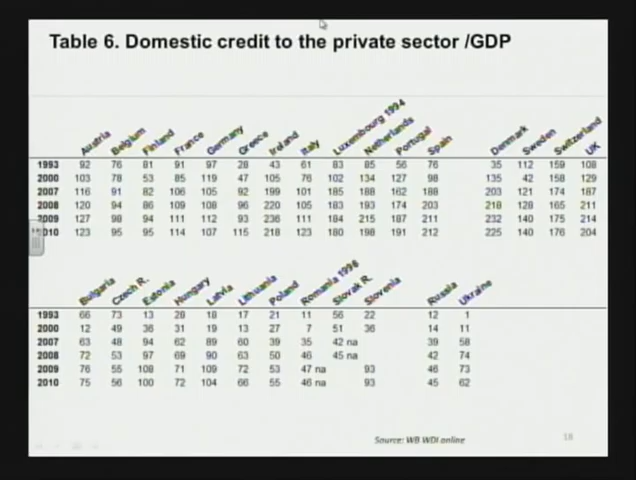 Table 6. Domestic credit to the private sector /GDP
Austria Belgium Finland France Germany Greece Ireland Italy Luxembourg 1994 Netherlands Portugal Spain Denmark Sweden Switzerland UK
1993 92 76 81 91 97 28 43 61 83 85 56 76 35 112 159 108
2000 103 78 53 85 119 47 105 76 102 134 127 98 135 42 158 129
2007 116 91 82 106 105 92 199 101 185 188 162 188 203 121 174 187
2008 120 94 86 109 108 96 220 105 183 193 174 203 218 128 165 211
2009 127 98 94 111 112 93 236 111 184 215 187 211 232 140 175 214
2010 123 95 95 114 107 115 218 123 180 198 191 212 225 140 176 204
Bulgaria Czech R. Estonia Hungary Latvia Lithuania Poland Romania 1996 Slovak R. Slovenia Russia Ukraine
1993 66 73 13 28 18 17 21 11 56 22 12 1
2000 12 49 36 31 19 13 27 7 51 36 14 11
2007 63 48 94 62 89 60 39 35 42 na 39 58
2008 72 53 97 69 90 63 50 46 45 na 42 74
2009 76 55 108 71 109 72 53 47 na 93 46 73
2010 75 56 100 72 104 66 55 46 na 93 45 62
Source: WB WDI online
18